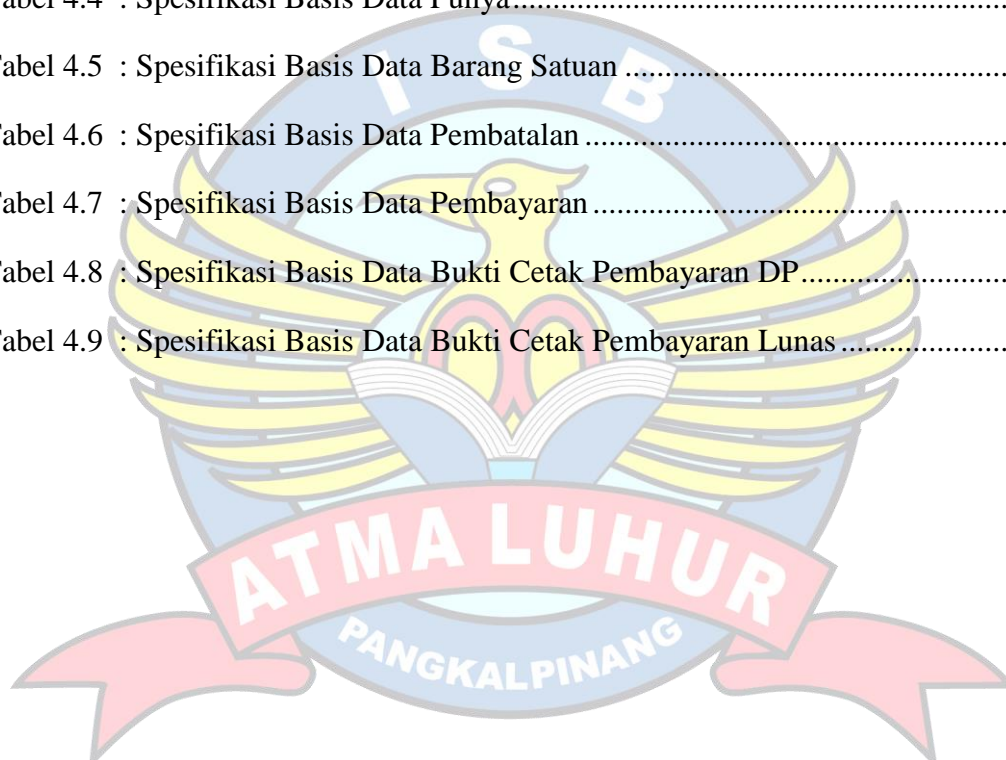 Tabel 4.4 : Spesifikasi Basis Data Punya
Tabel 4.5 : Spesifikasi Basis Data Barang Satuan
Tabel 4.6 : Spesifikasi Basis Data Pembatalan
Tabel 4.7 : Spesifikasi Basis Data Pembayaran
Tabel 4.8 : Spesifikasi Basis Data Bukti Cetak Pembayaran DP
Tabel 4.9 : Spesifikasi Basis Data Bukti Cetak Pembayaran Lunas
I S B
ATMA LUHUR
PANGKALPINANG